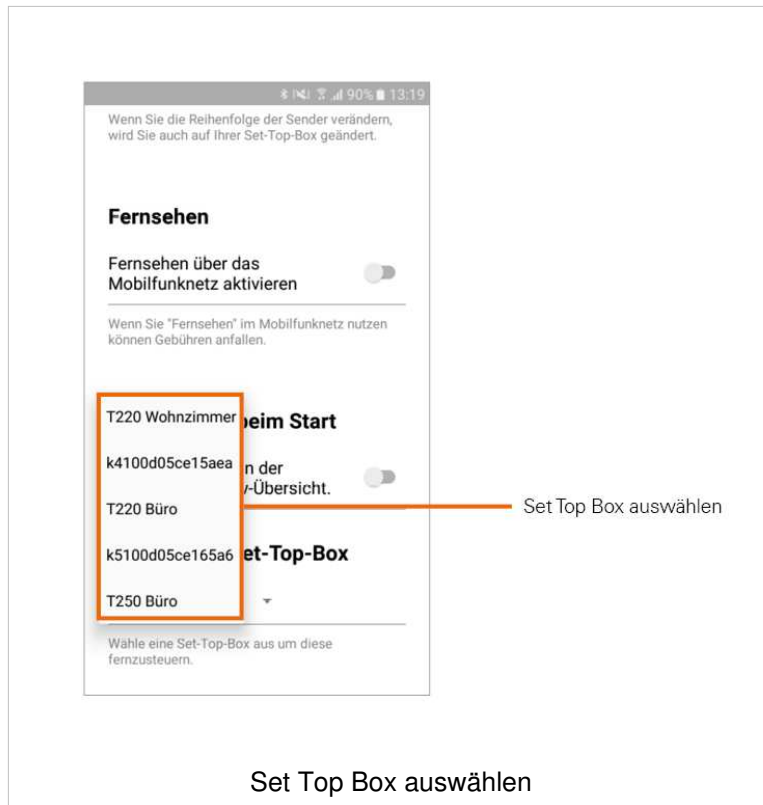 90% 13:19
Wenn Sie die Reihenfolge der Sender verändern,
wird Sie auch auf Ihrer Set-Top-Box geändert.
Fernsehen
Fernsehen über das
Mobilfunknetz aktivieren
Wenn Sie "Fernsehen" im Mobilfunknetz nutzen
können Gebühren anfallen.
T220 Wohnzimmer
beim Start
k4100d05ce15aea
n der
-Übersicht.
T220 Büro
Set Top Box auswählen
k5100d05ce165a6
et-Top-Box
T250 Büro
Wähle eine Set-Top-Box aus um diese
fernzusteuern.
Set Top Box auswählen